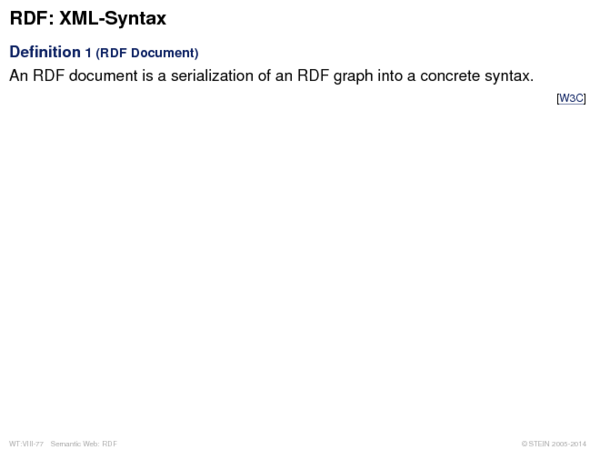 RDF: XML-Syntax
Definition 1 (RDF Document)
An RDF document is a serialization of an RDF graph into a concrete syntax.
[W3C]
WT:VIII-77 Semantic Web: RDF
© STEIN 2005-2014